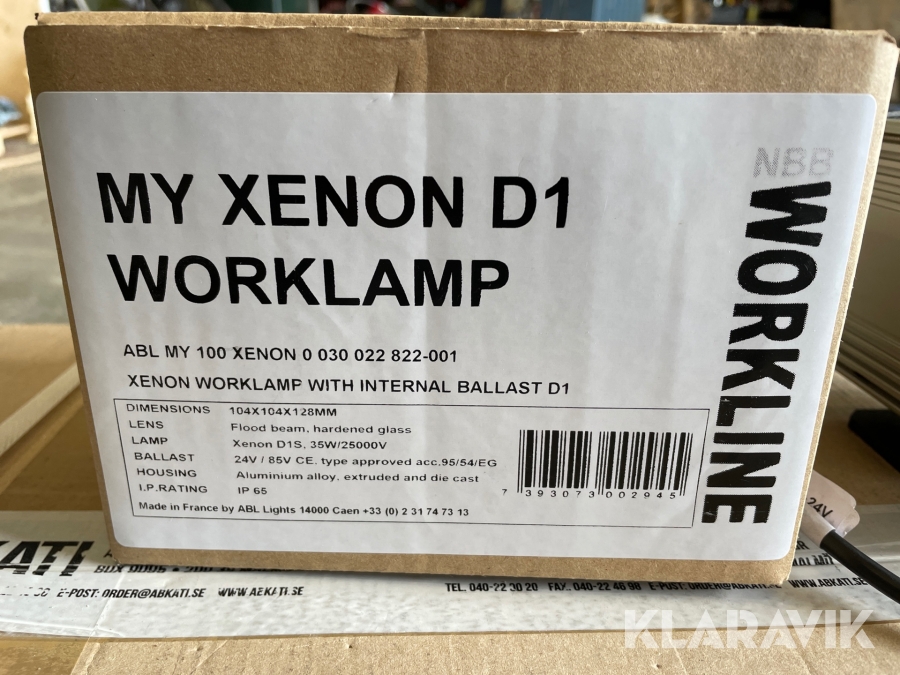 MY XENON D1
WORKLAMP
ABL MY 100 XENON 0 030 022 822-001
XENON WORKLAMP WITH INTERNAL BALLAST D1
DIMENSIONS 104X104X128MM
LENS Flood beam, hardened glass
LAMP Xenon D1S, 35W/25000V
BALLAST 24V / 85V CE. type approved acc.95/54/EG
HOUSING Aluminium alloy, extruded and die cast
I.P.RATING IP 65
Made in France by ABL Lights 14000 Caen +33 (0) 2 31 74 73 13
7 393073 002945
NBB
WORKLINE
24V
TEL. 040-22 30 20 FAX. 040-22 46 98 E-POST: ORDER@ABKATI.SE WWW.ABKATI.SE
E-POST: ORDER@ABKATI.SE WWW.ABKATI.SE
KLARAVIK